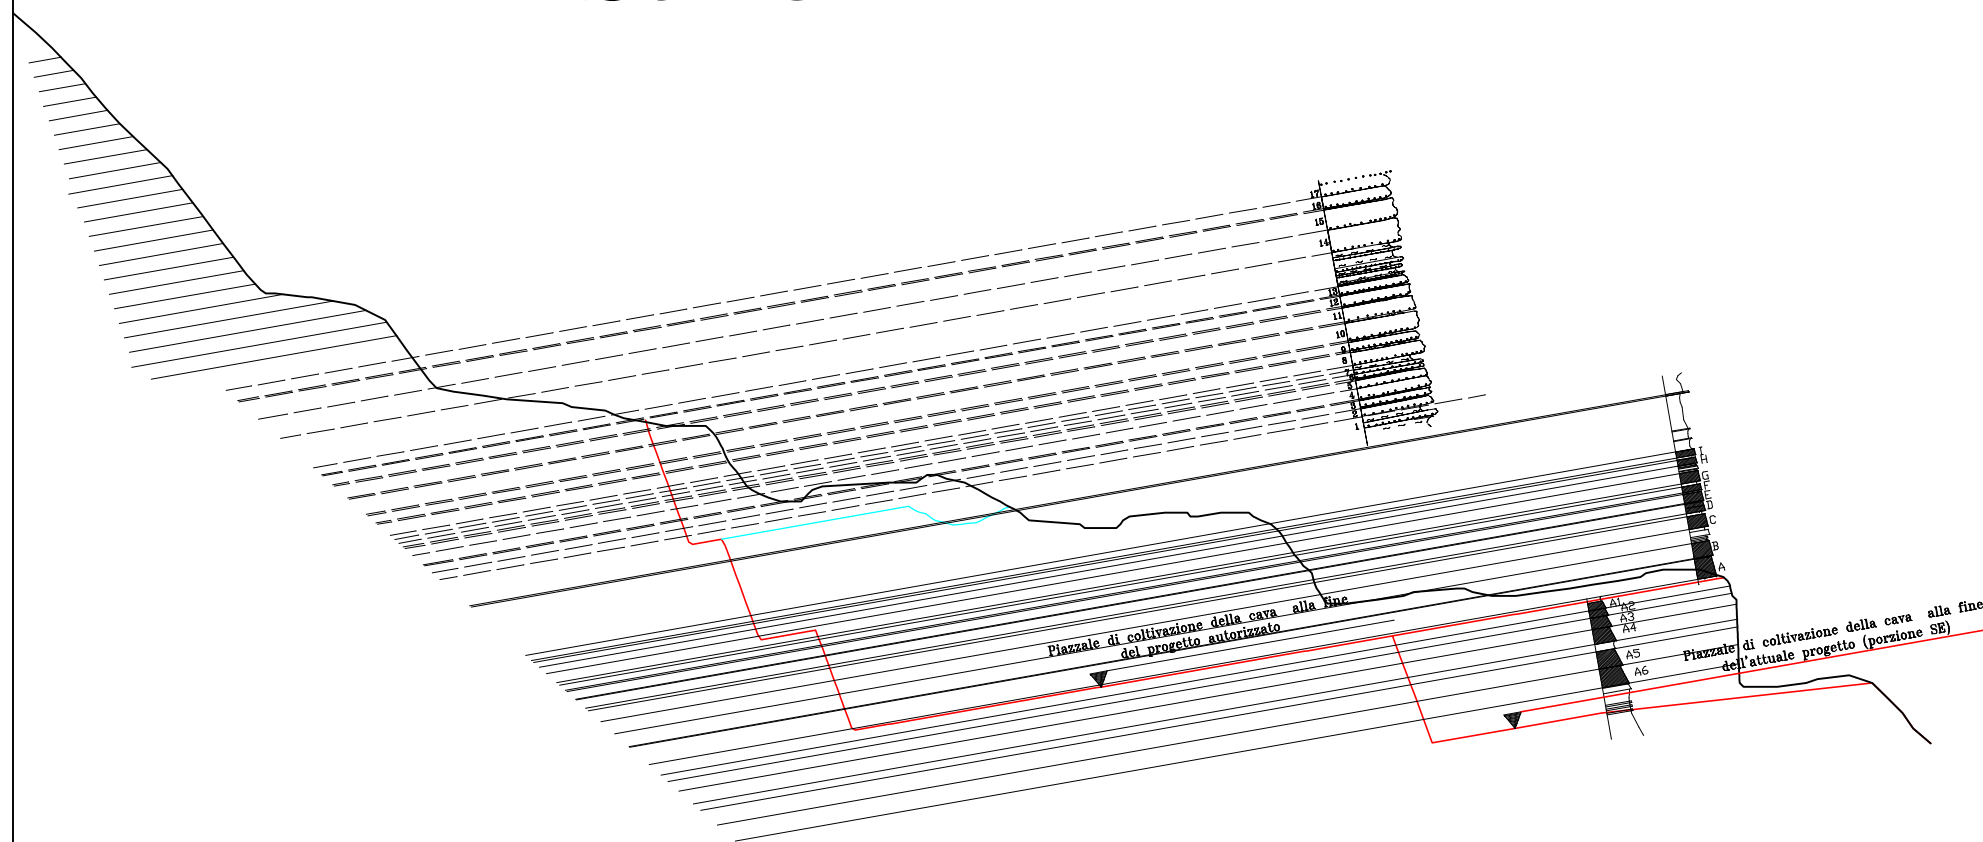 17
16
15
14
13
12
11
10
9
8
7
6
5
4
3
2
1
I
H
G
F
E
D
C
B
A
A1
A2
A3
A4
A5
A6
Piazzale di coltivazione della cava alla fine
del progetto autorizzato
Piazzale di coltivazione della cava alla fine
dell'attuale progetto (porzione SE)